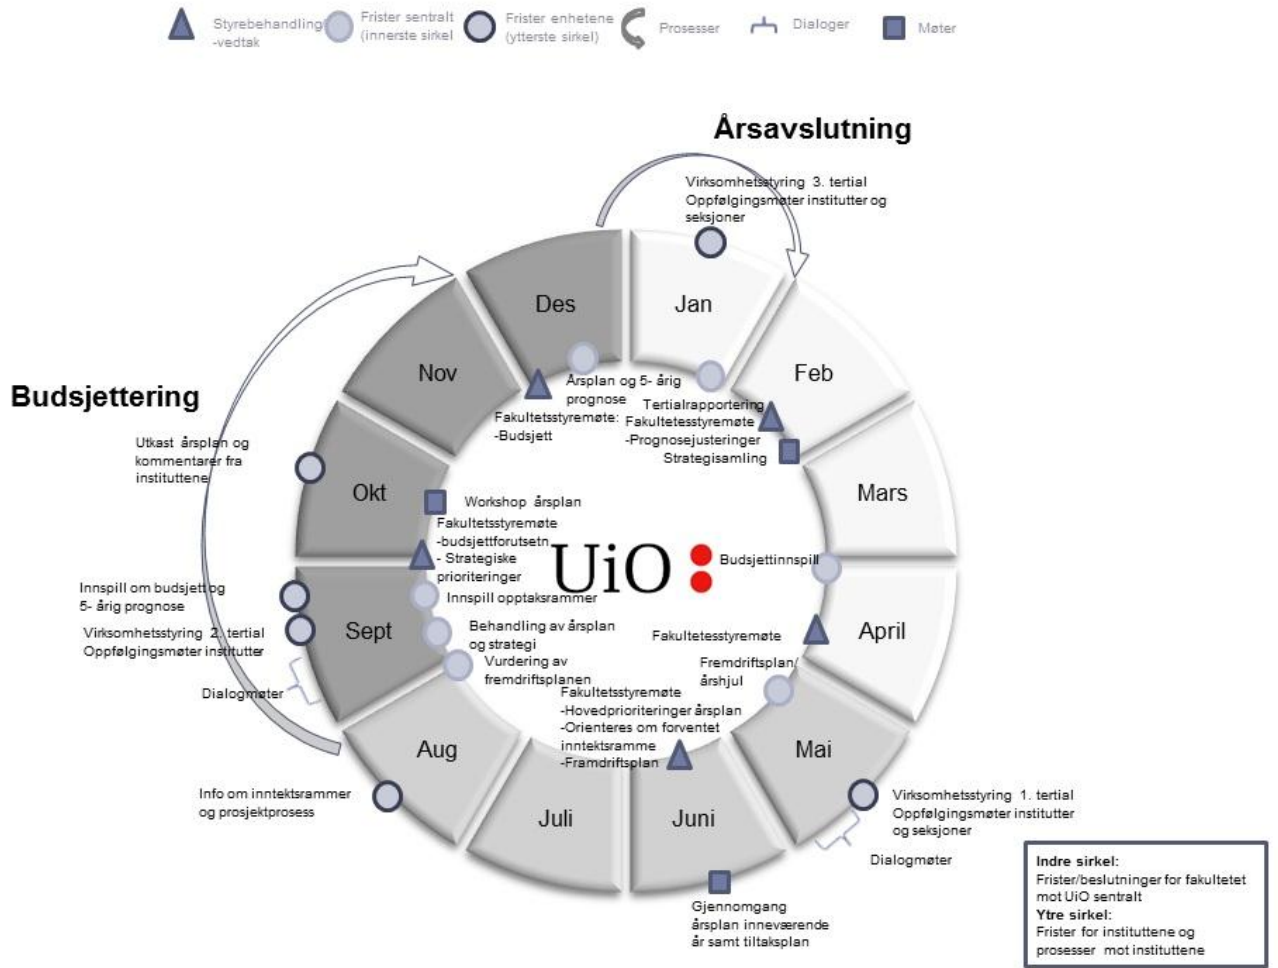 Styrebehandling
-vedtak
Frister sentralt
(innerste sirkel
Frister enhetene
(ytterste sirkel)
Prosesser
Dialoger
Møter
Årsavslutning
Virksomhetsstyring 3. tertial
Oppfølgingsmøter institutter og
seksjoner
Des
Jan
Nov
Feb
Budsjettering
Årsplan og 5- årig
prognose
Fakultetsstyremøte:
-Budsjett
Tertialrapportering
Fakultetesstyremøte
-Prognosejusteringer
Strategisamling
Utkast årsplan og
kommentarer fra
instituttene
Okt
Mars
Workshop årsplan
Fakultetsstyremøte
-budsjettforutsetn
- Strategiske
prioriteringer
UiO:
Budsjettinnspill
Innspill om budsjett og
5- årig prognose
Innspill opptaksrammer
Virksomhetsstyring 2. tertial
Oppfølgingsmøter institutter
Sept
Behandling av årsplan
og strategi
Fakultetesstyremøte
April
Vurdering av
fremdriftsplanen
Fremdriftsplan/
årshjul
Dialogmøter
Fakultetsstyremøte
-Hovedprioriteringer årsplan
-Orienteres om forventet
inntektsramme
-Framdriftsplan
Aug
Mai
Info om inntektsrammer
og prosjektprosess
Juli
Juni
Virksomhetsstyring 1. tertial
Oppfølgingsmøter institutter
og seksjoner
Dialogmøter
Gjennomgang
årsplan inneværende
år samt tiltaksplan
Indre sirkel:
Frister/beslutninger for fakultetet
mot UiO sentralt
Ytre sirkel:
Frister for instituttene og
prosesser mot instituttene